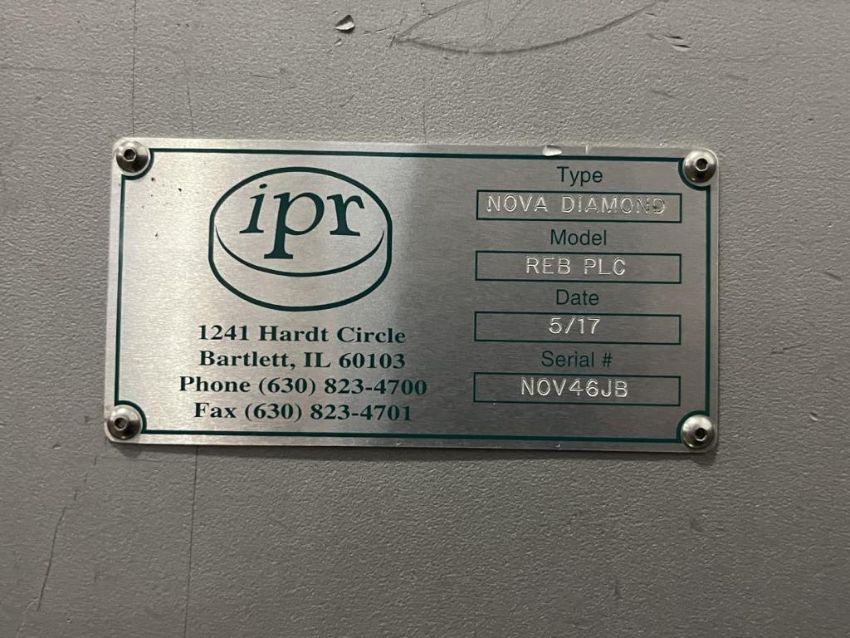 ipr
1241 Hardt Circle
Bartlett, IL 60103
Phone (630) 823-4700
Fax (630) 823-4701
Type
NOVA DIAMOND
Model
REB PLC
Date
5/17
Serial #
NOV46JB